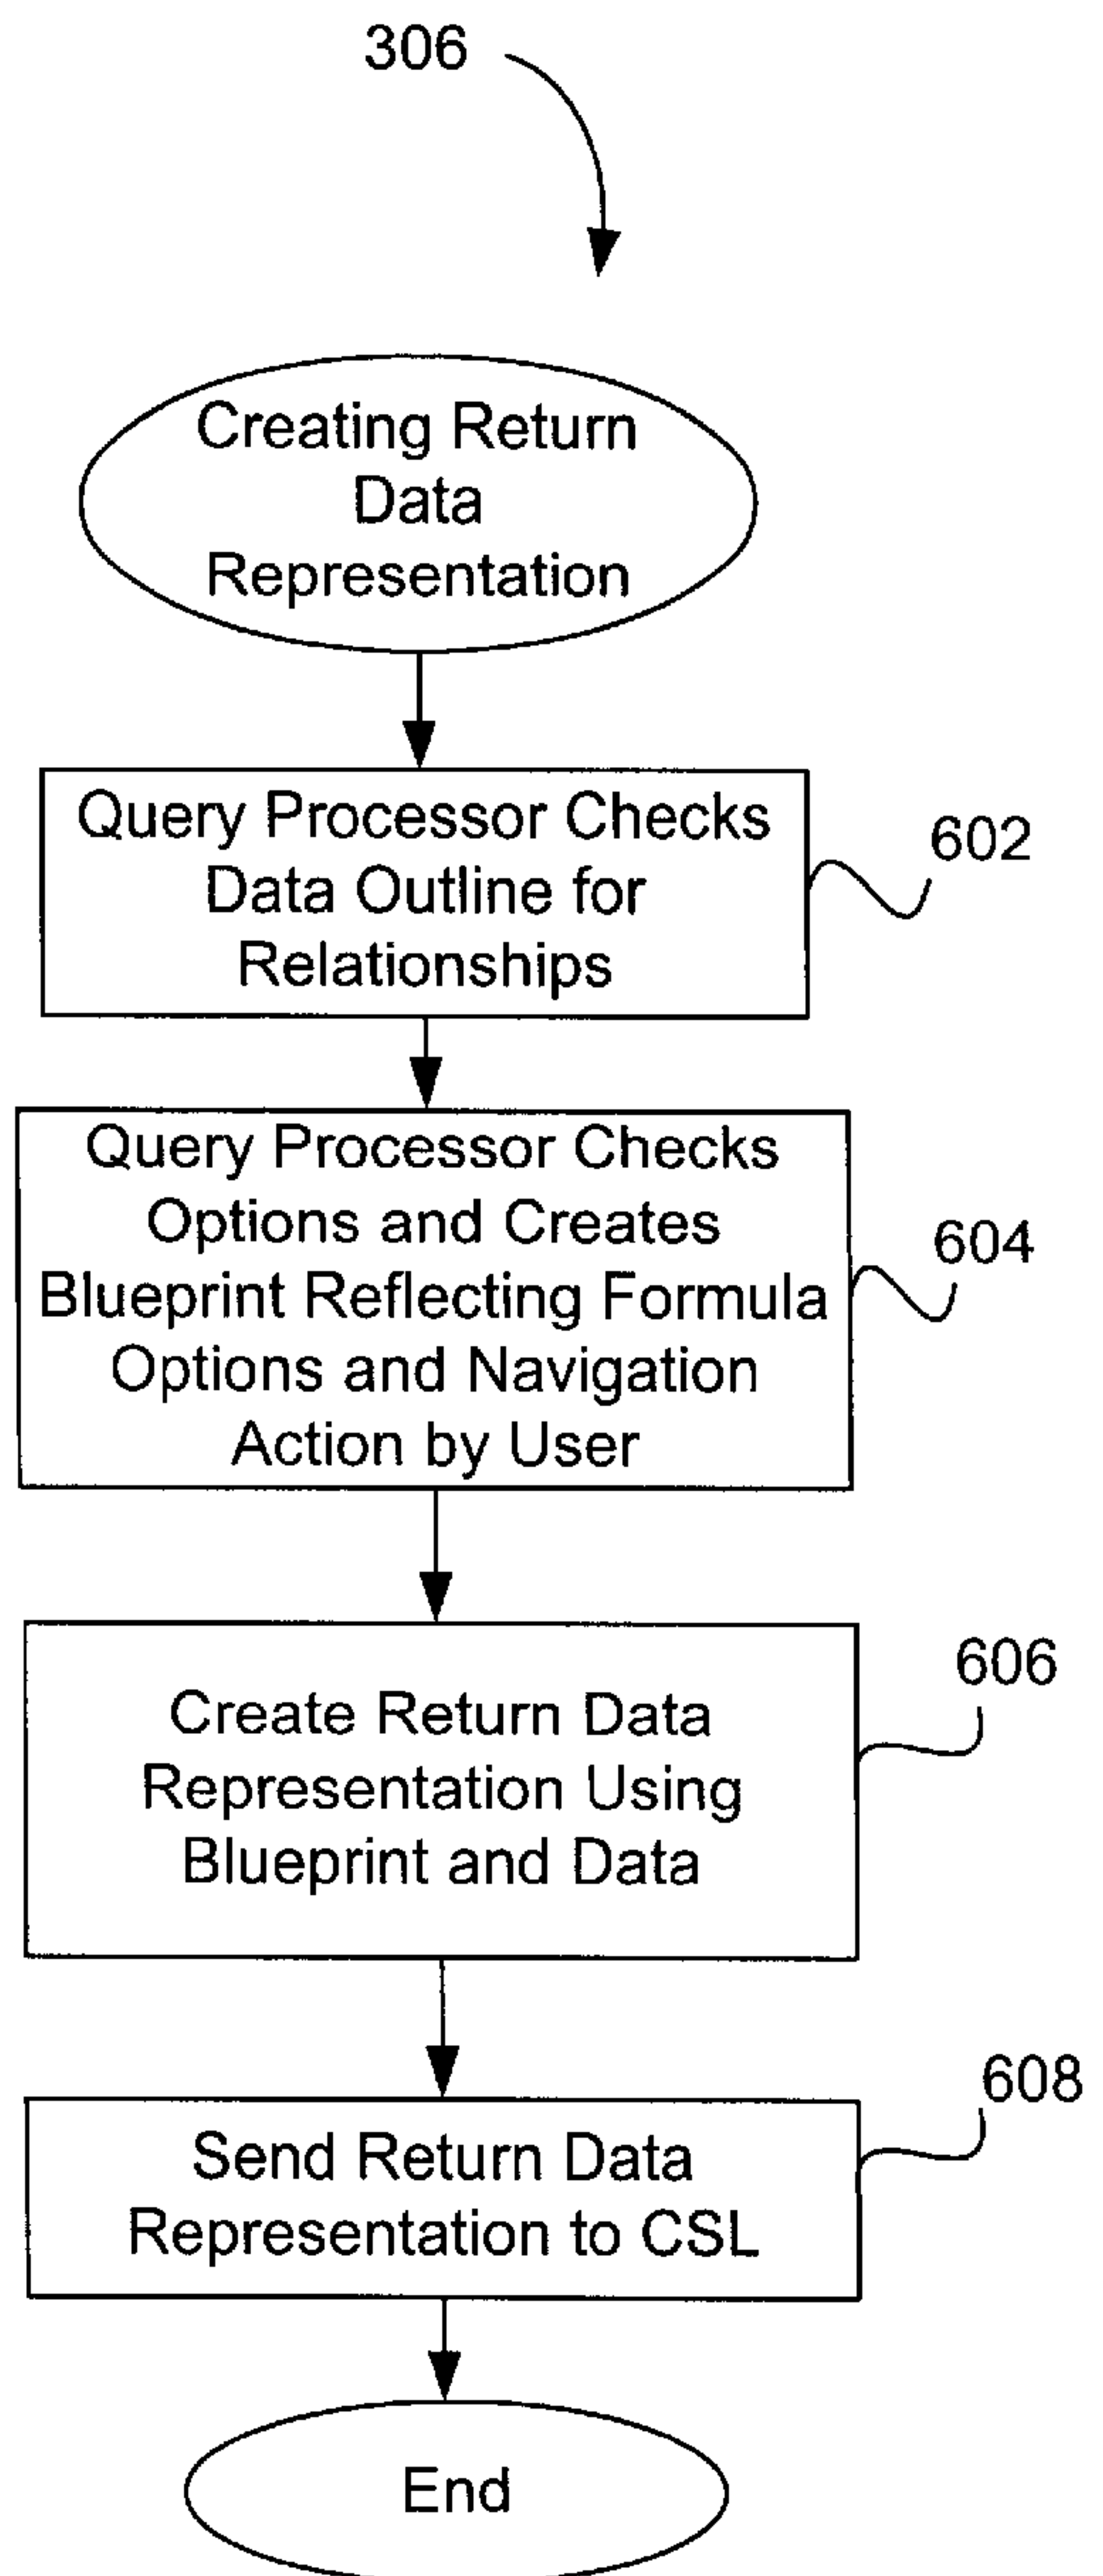 306
Creating Return
Data
Representation
Query Processor Checks
Data Outline for
Relationships
602
Query Processor Checks
Options and Creates
Blueprint Reflecting Formula
Options and Navigation
Action by User
604
Create Return Data
Representation Using
Blueprint and Data
606
Send Return Data
Representation to CSL
608
End